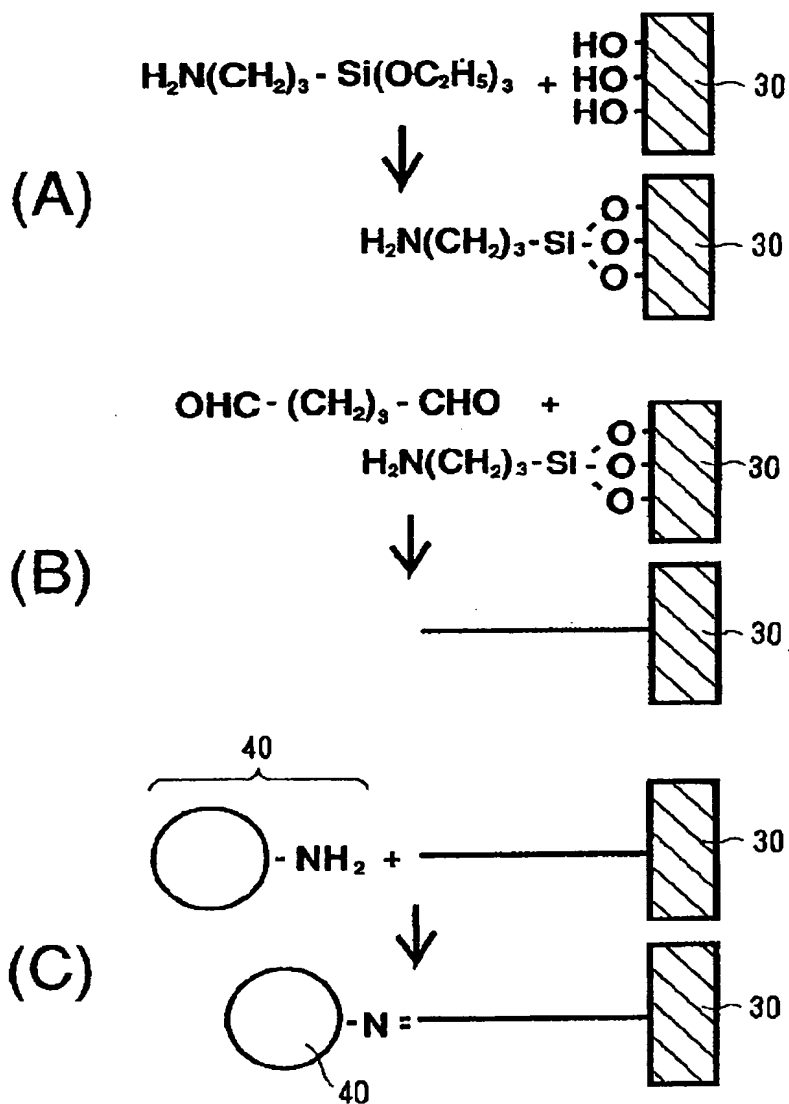 HO
H₂N(CH₂)₃- Si(OC₂H₅)₃ + HO 30
HO
(A)
O
H₂N(CH₂)₃-Si-O 30
O
OHC-(CH₂)₃-CHO +
O
H₂N(CH₂)₃-Si-O 30
O
(B)
30
40
-NH₂ + 30
(C)
-N= 30
40